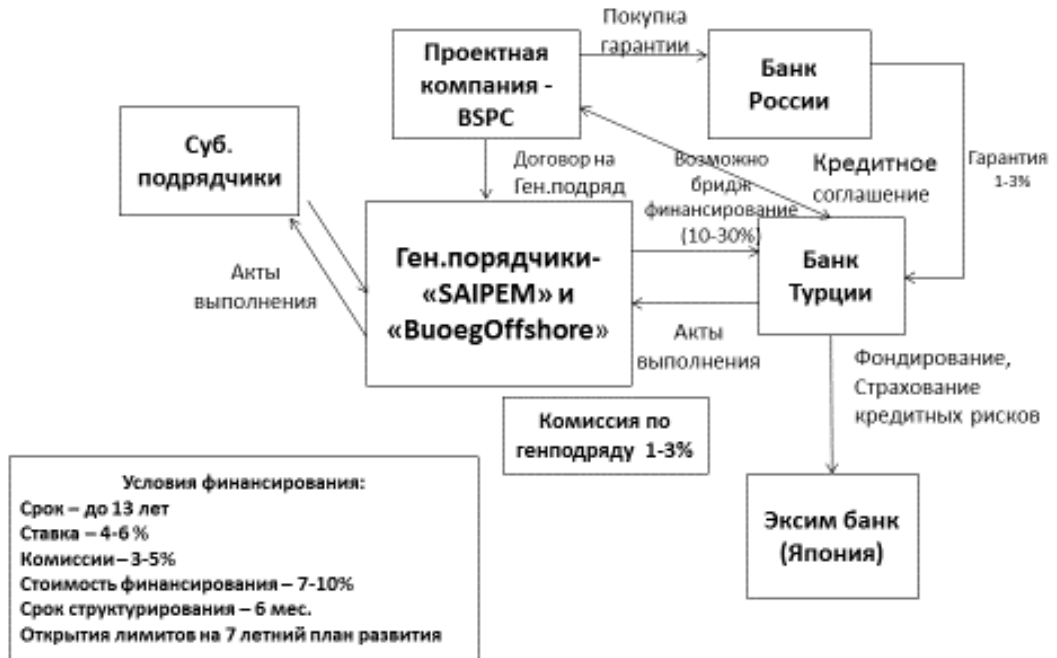 Покупка
гарантии
Проектная
компания -
BSPC
Банк
России
Суб.
подрядчики
Договор на
Ген.подряд
Возможно
бридж
финансирование
(10-30%)
Кредитное
соглашение
Гарантия
1-3%
Ген.порядчики-
«SAIPEM» и
«BuoegOffshore»
Банк
Турции
Акты
выполнения
Акты
выполнения
Фондирование,
Страхование
кредитных рисков
Комиссия по
генподряду 1-3%
Эксим банк
(Япония)
Условия финансирования:
Срок – до 13 лет
Ставка – 4-6 %
Комиссии – 3-5%
Стоимость финансирования – 7-10%
Срок структурирования – 6 мес.
Открытия лимитов на 7 летний план развития